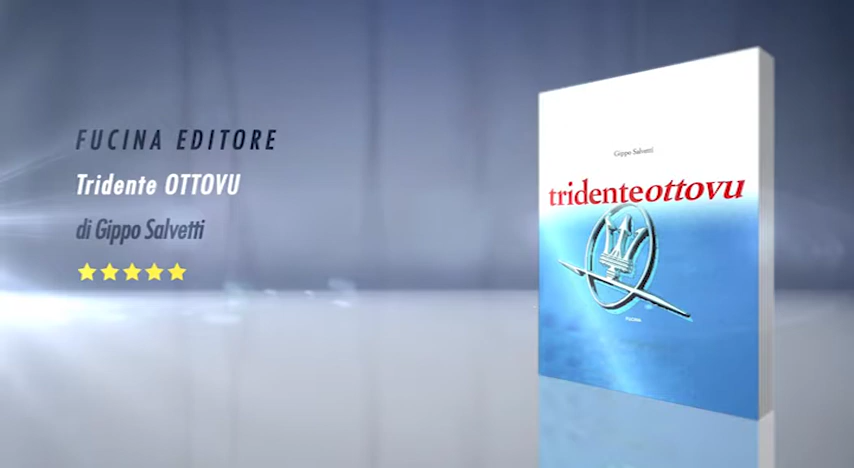 FUCINA EDITORE
Tridente OTTOVU
di Gippo Salvetti
Gippo Salvetti
tridenteottovu
FUCINA